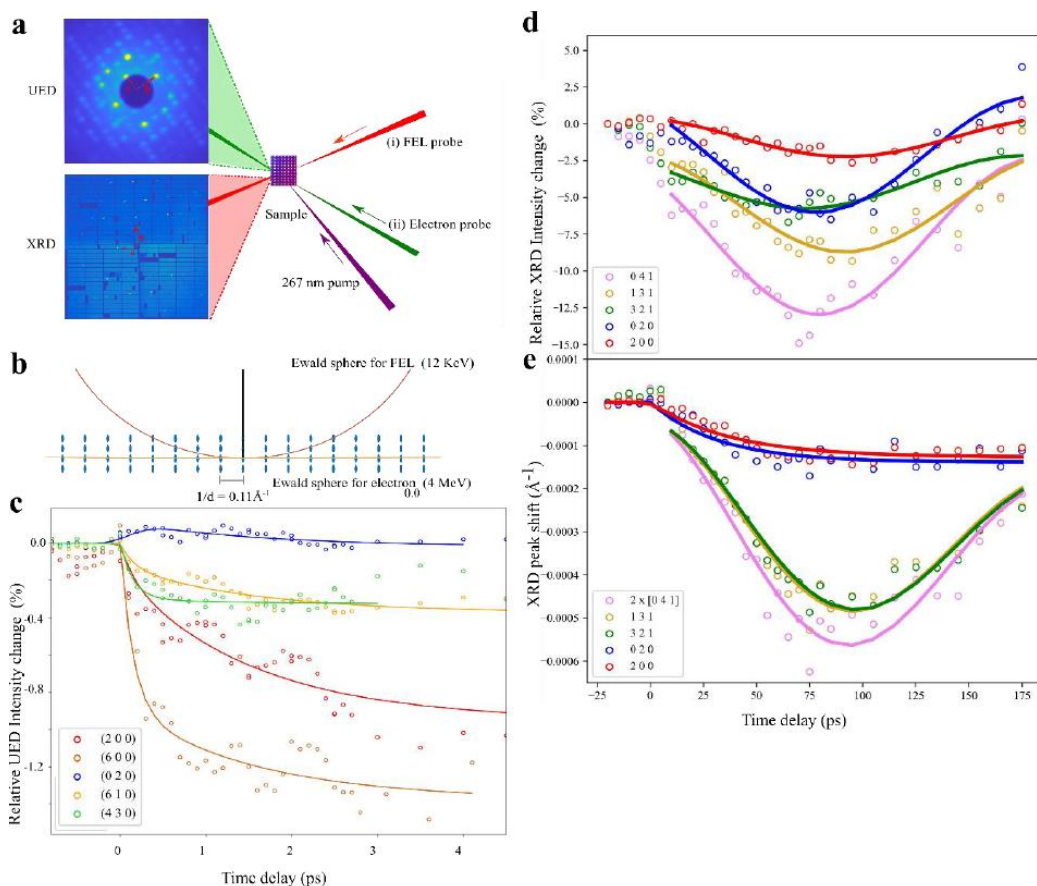 a
UED
XRD
(i) FEL probe
(ii) Electron probe
Sample
267 nm pump
b
Ewald sphere for FEL (12 KeV)
Ewald sphere for electron (4 MeV)
1/d = 0.11Å⁻¹
0.0
c
Relative UED Intensity change (%)
0.0
-0.4
-0.8
-1.2
(2 0 0)
(6 0 0)
(0 2 0)
(6 1 0)
(4 3 0)
0 1 2 3 4
Time delay (ps)
d
Relative XRD Intensity change (%)
5.0
2.5
0.0
−2.5
−5.0
−7.5
−10.0
−12.5
−15.0
0 4 1
1 3 1
3 2 1
0 2 0
2 0 0
e
XRD peak shift (Å⁻¹)
0.0001
0.0000
−0.0001
−0.0002
−0.0003
−0.0004
−0.0005
−0.0006
2 x [0 4 1]
1 3 1
3 2 1
0 2 0
2 0 0
−25 0 25 50 75 100 125 150 175
Time delay (ps)